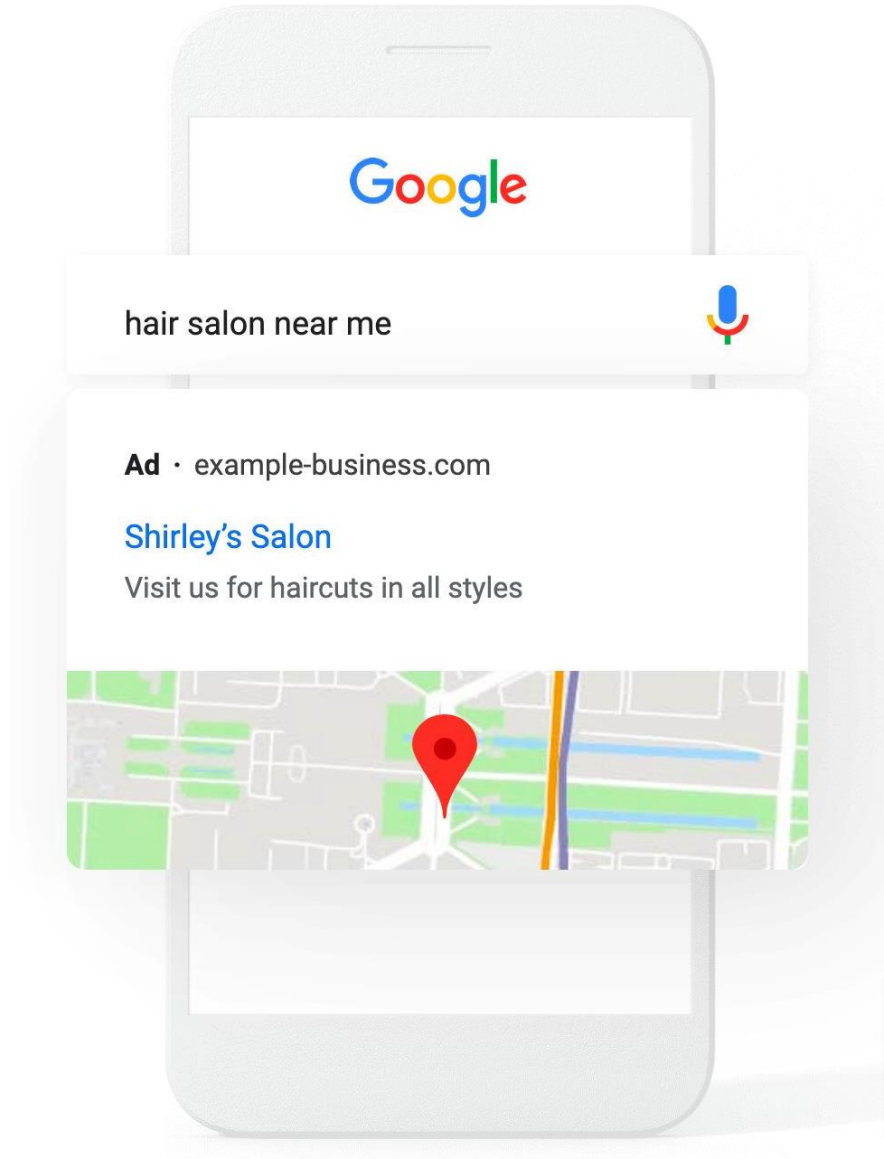 Google
hair salon near me
Ad · example-business.com
Shirley’s Salon
Visit us for haircuts in all styles